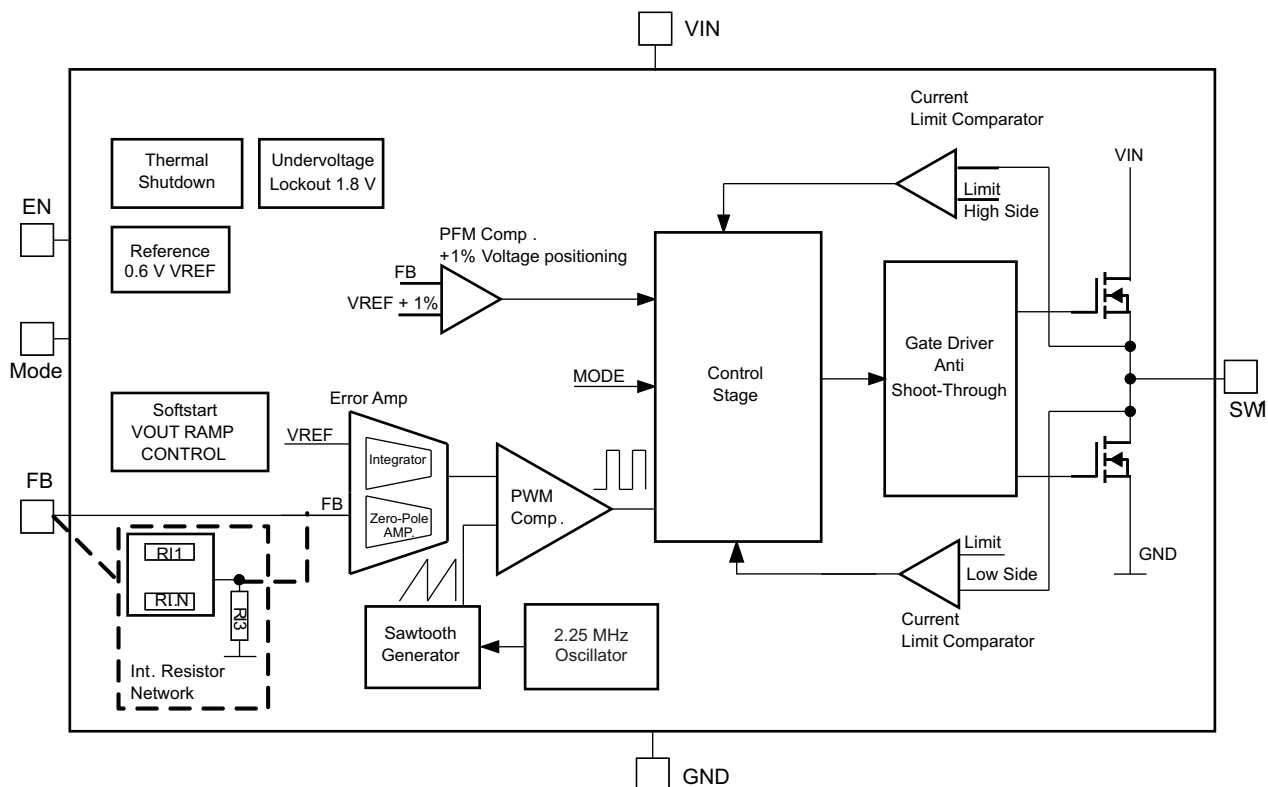 VIN
Current
Limit Comparator
Thermal
Shutdown
Undervoltage
Lockout 1.8 V
VIN
Limit
High Side
EN
Reference
0.6 V VREF
PFM Comp .
+1% Voltage positioning
FB
VREF + 1%
Mode
MODE
Control
Stage
Gate Driver
Anti
Shoot-Through
SW1
Softstart
VOUT RAMP
CONTROL
Error Amp
VREF
Integrator
FB
FB
Zero-Pole
AMP.
PWM
Comp .
RI1
RI..N
RI3
Int. Resistor
Network
Sawtooth
Generator
2.25 MHz
Oscillator
Limit
Low Side
Current
Limit Comparator
GND
GND